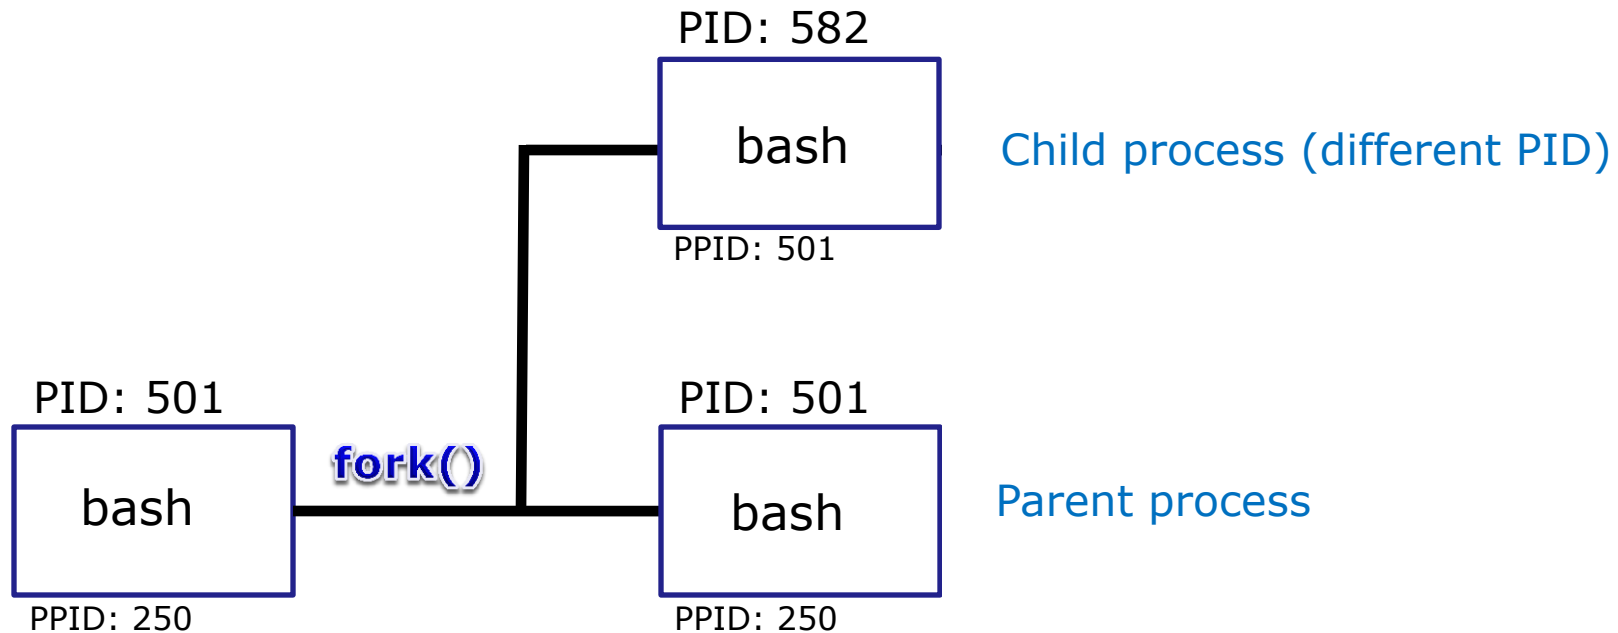 PID: 582
bash
Child process (different PID)
PPID: 501
PID: 501
bash
PPID: 250
fork()
PID: 501
bash
Parent process
PPID: 250